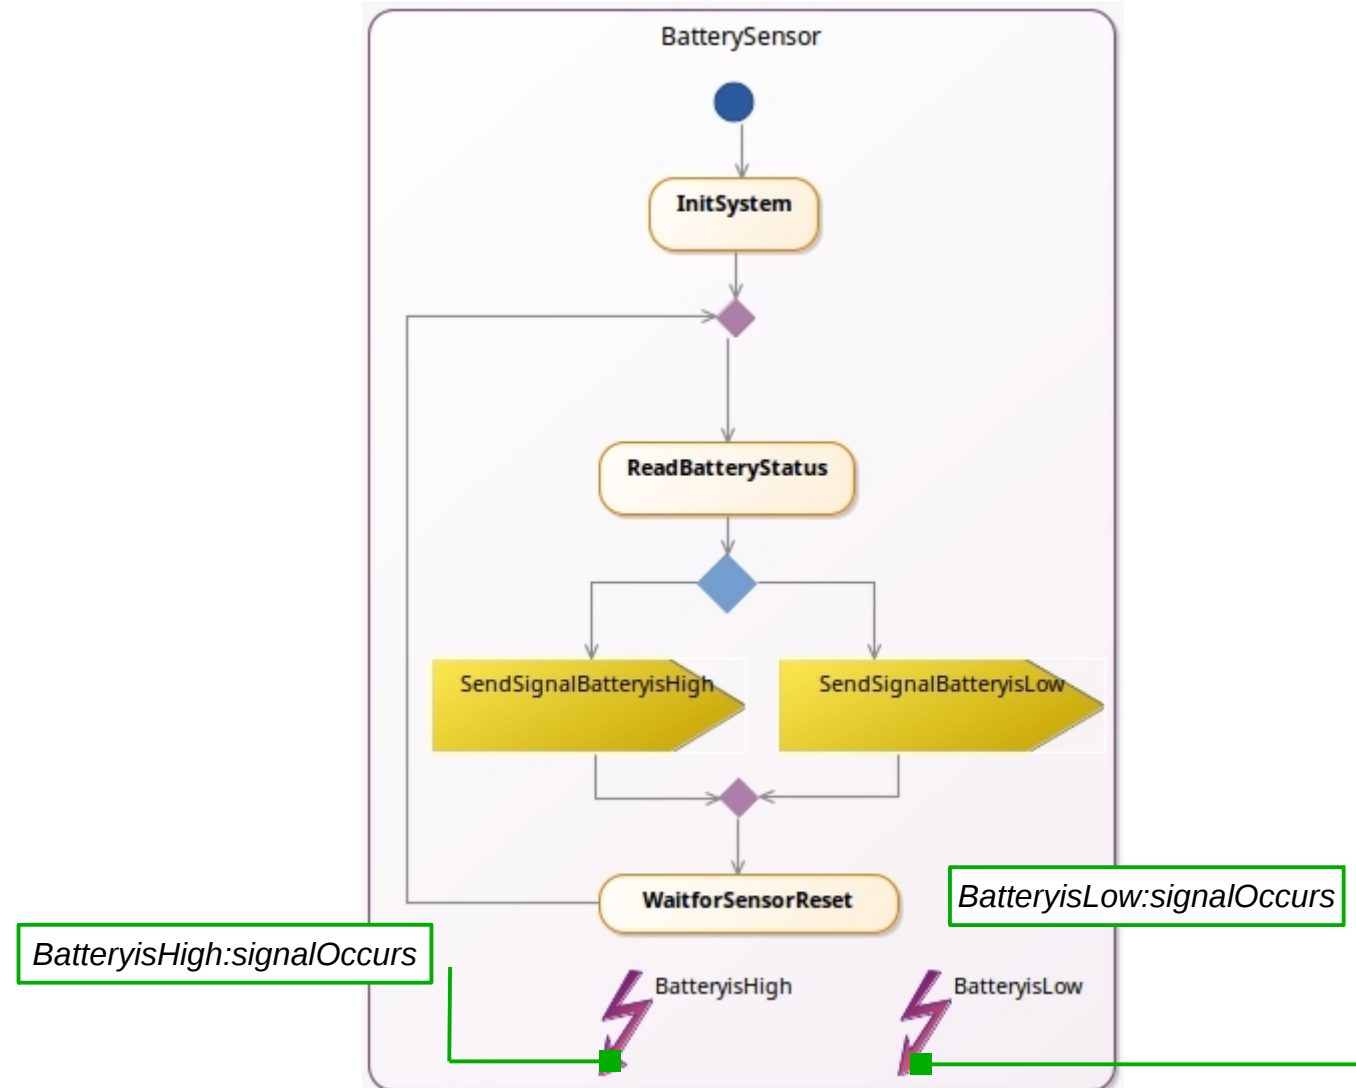 BatterySensor
InitSystem
ReadBatteryStatus
SendSignalBatteryisHigh
SendSignalBatteryisLow
WaitforSensorReset
BatteryisLow:signalOccurs
BatteryisHigh:signalOccurs
BatteryisHigh
BatteryisLow